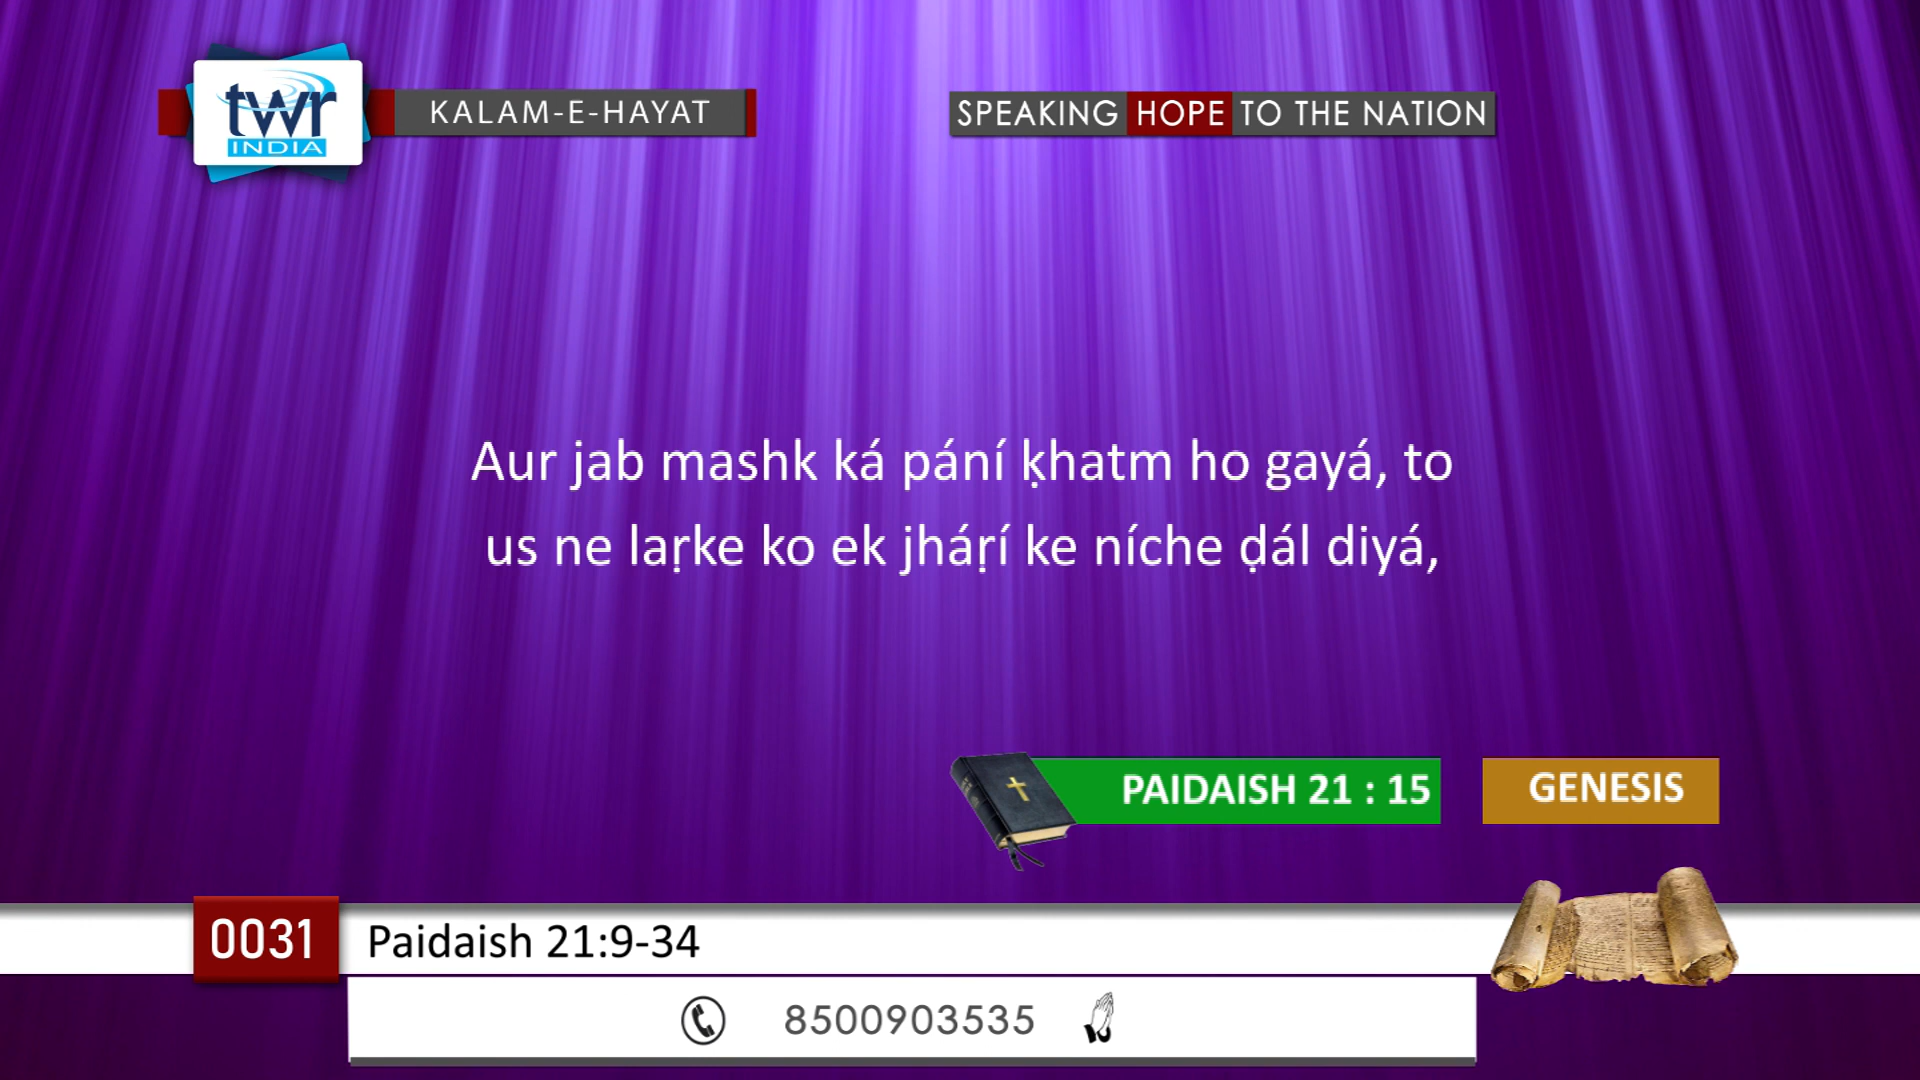 twr
INDIA
KALAM-E-HAYAT
SPEAKING HOPE TO THE NATION
Aur jab mashk ká pání ḳhatm ho gayá, to
us ne laṛke ko ek jháṛí ke níche ḍál diyá,
PAIDAISH 21 : 15
GENESIS
0031
Paidaish 21:9-34
8500903535